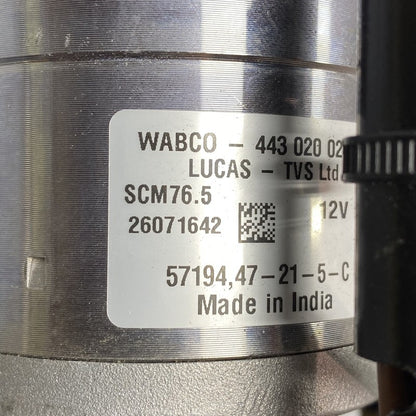 WABCO - 443 020 02
LUCAS - TVS Ltd
SCM76.5
12V
26071642
57194,47-21-5-C
Made in India